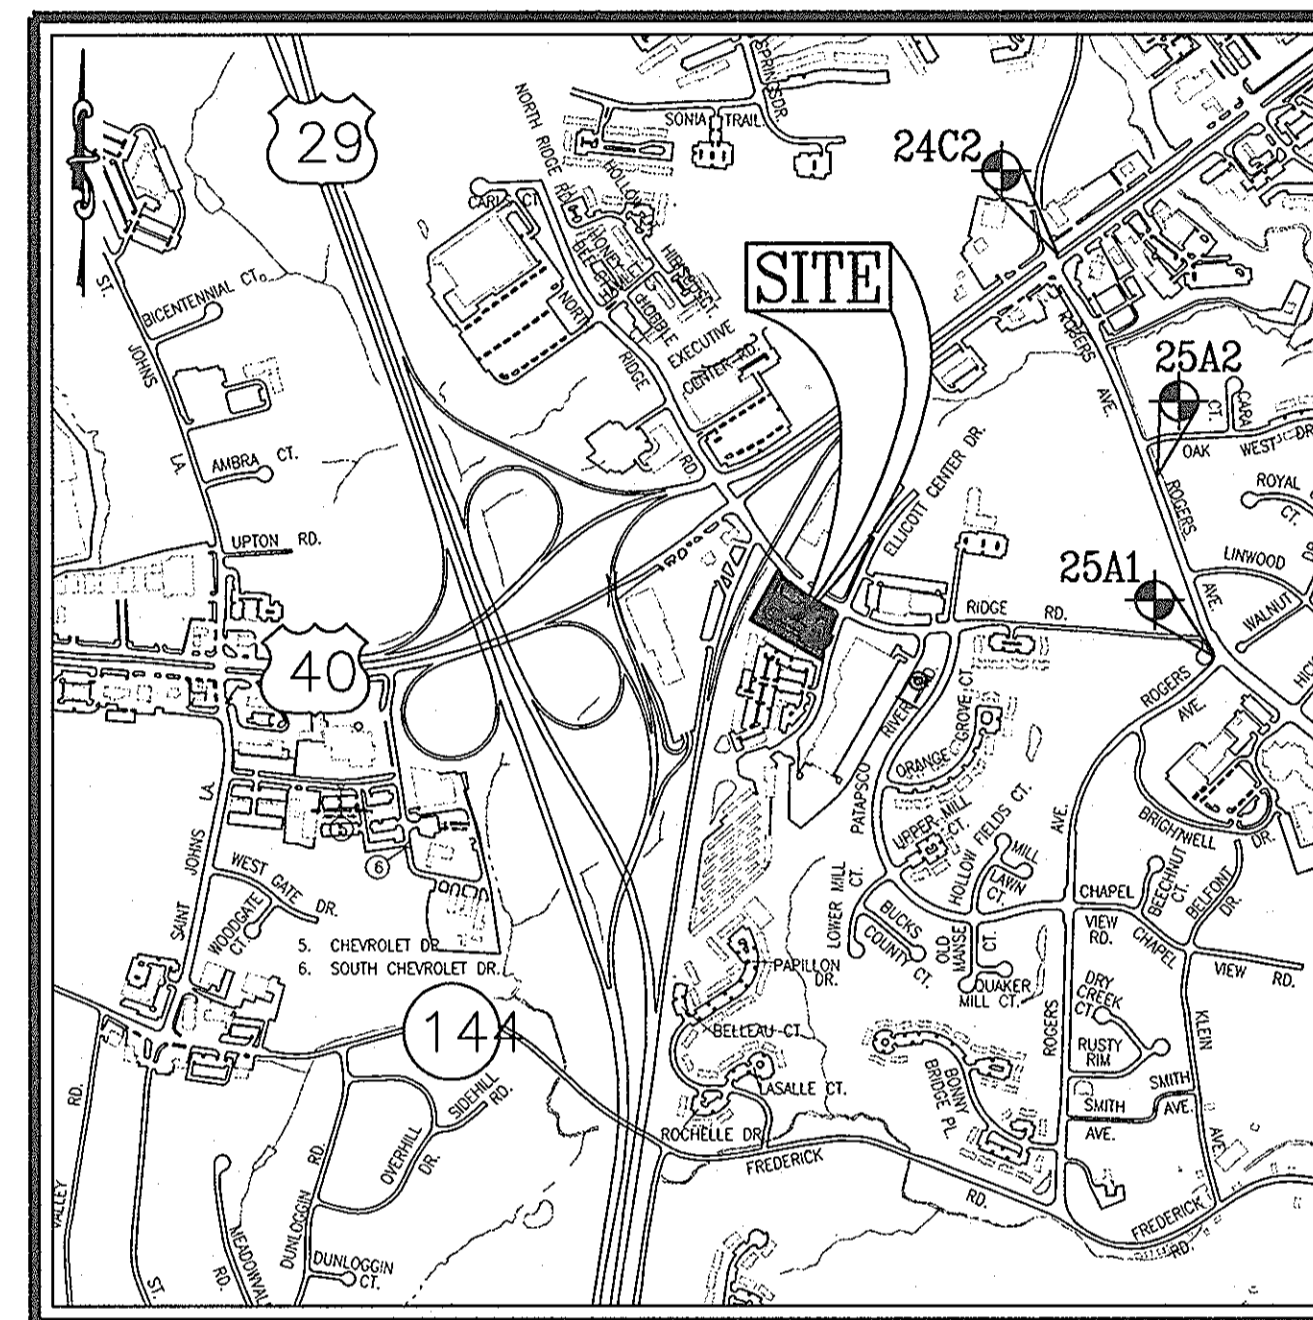 29
SPRINGS DR.
SONIA TRAIL
NORTH RIDGE RD.
HOLLOW
24C2
CARL CT
HONEY
BEECH
HAMLET
HOBBLE
SITE
BICENTENNIAL CT.
ST.
JOHNS
LA.
NORTH
RIDGE
RD
EXECUTIVE
CENTER RD.
ROGERS
AVE.
25A2
CARA
CT
OAK WEST DR
ROYAL
CT.
AMBRA CT.
ELLICOTT CENTER DR.
ROGERS
AVE.
LINWOOD
WALNUT
UPTON RD.
25A1
RIDGE RD.
40
ROGERS
AVE.
RIVER RD
PATAPSCO
ORANGE GROVE CT.
UPPER MILL
CT.
HOLLOW FIELDS CT.
MILL
LAWN
CT.
AVE.
BRIGHTWELL
DR.
BEECHNUT
CT.
BELFONT
DR.
LA.
JOHNS
SAINT
6
WEST GATE
DR.
WOODGATE
CT
LOWER MILL
CT.
BUCKS
COUNTY CT.
OLD
MANSE
CT.
CHAPEL
VIEW
RD.
CHAPEL
VIEW RD.
5. CHEVROLET DR.
6. SOUTH CHEVROLET DR.
PAPILLON
DR.
QUAKER
MILL CT.
DRY
CREEK
CT.
144
BELLEAU CT.
ROGERS
RUSTY
RIM
KLEIN
AVE.
LASALLE CT.
BONNY
BRIDGE PL.
SMITH
AVE.
SMITH
AVE.
SIDEHILL
RD.
OVERHILL
DR.
ROCHELLE DR
FREDERICK
RD.
FREDERICK
RD.
RD.
VALLEY
ST.
MEADOWVAL
RD.
DUNLOGGIN
RD.
DUNLOGGIN
CT.